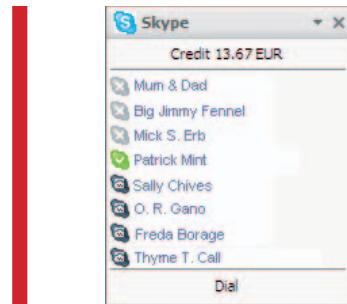 Skype
Credit 13.67 EUR
Mum & Dad
Big Jimmy Fennel
Mick S. Erb
Patrick Mint
Sally Chives
O. R. Gano
Freda Borage
Thyme T. Call
Dial